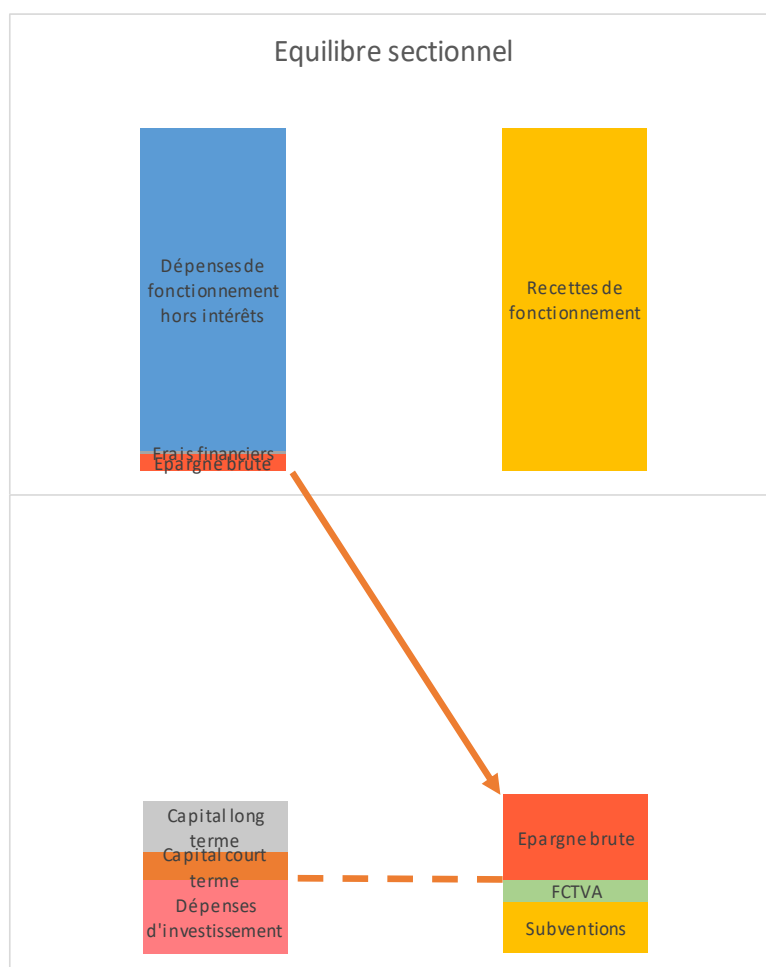 Equilibre sectionnel
Dépenses de
fonctionnement
hors intérêts
Recettes de
fonctionnement
Frais financiers
Epargne brute
Capital long
terme
Capital court
terme
Dépenses
d'investissement
Epargne brute
FCTVA
Subventions